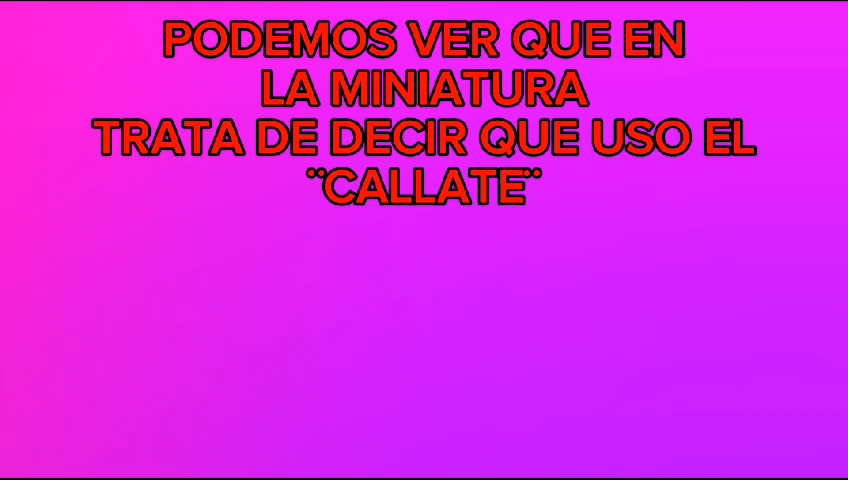 PODEMOS VER QUE EN
LA MINIATURA
TRATA DE DECIR QUE USO EL
¨CALLATE¨